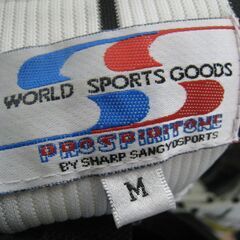 WORLD SPORTS GOODS
PROSPIRITONE
BY SHARP SANGYOSPORTS
M